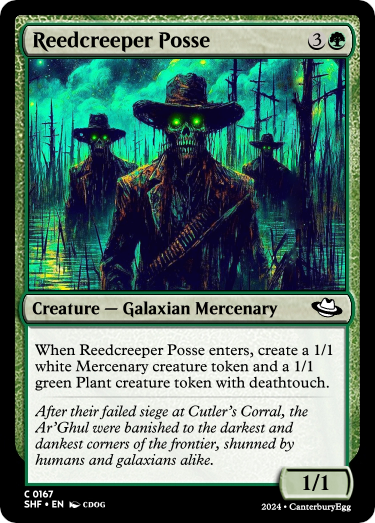 Reedcreeper Posse 3
Creature — Galaxian Mercenary
When Reedcreeper Posse enters, create a 1/1
white Mercenary creature token and a 1/1
green Plant creature token with deathtouch.
After their failed siege at Cutler's Corral, the
Ar'Ghul were banished to the darkest and
dankest corners of the frontier, shunned by
humans and galaxians alike.
1/1
C 0167
SHF • EN CDOG
2024 • CanterburyEgg